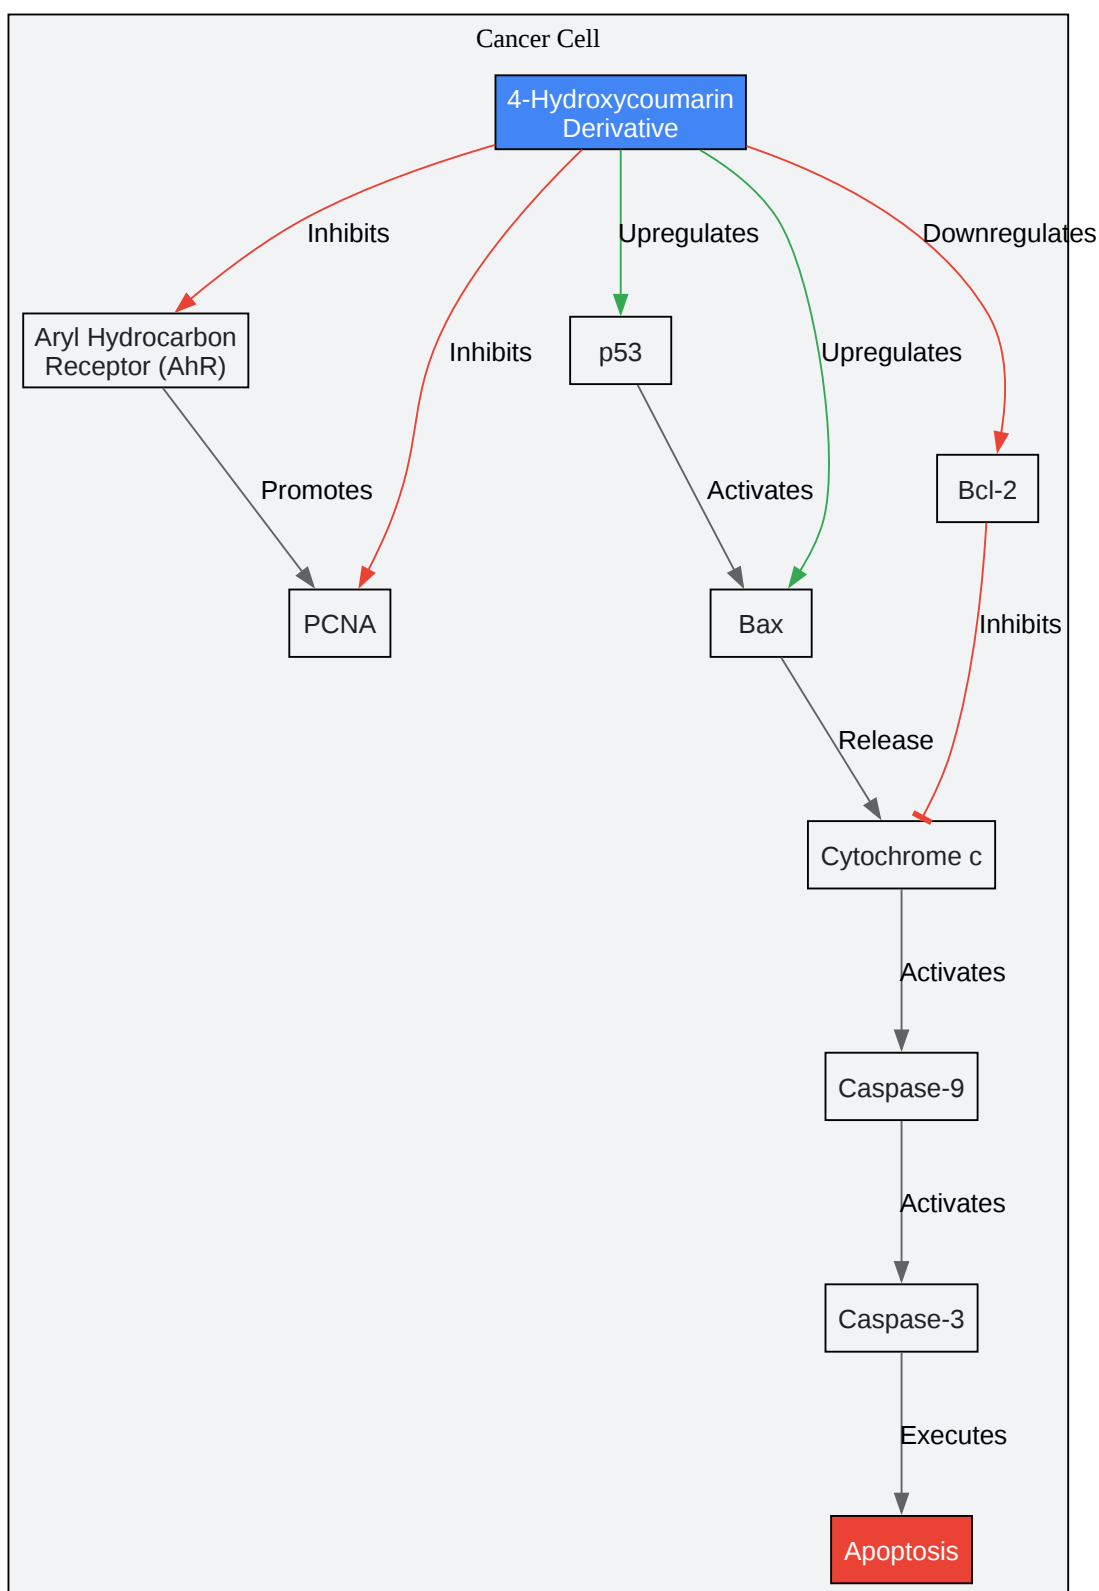 Cancer Cell
4-Hydroxycoumarin
Derivative
Inhibits
Upregulates
Downregulates
Aryl Hydrocarbon
Receptor (AhR)
Inhibits
p53
Upregulates
Promotes
Activates
Bcl-2
PCNA
Bax
Inhibits
Release
Cytochrome c
Activates
Caspase-9
Activates
Caspase-3
Executes
Apoptosis